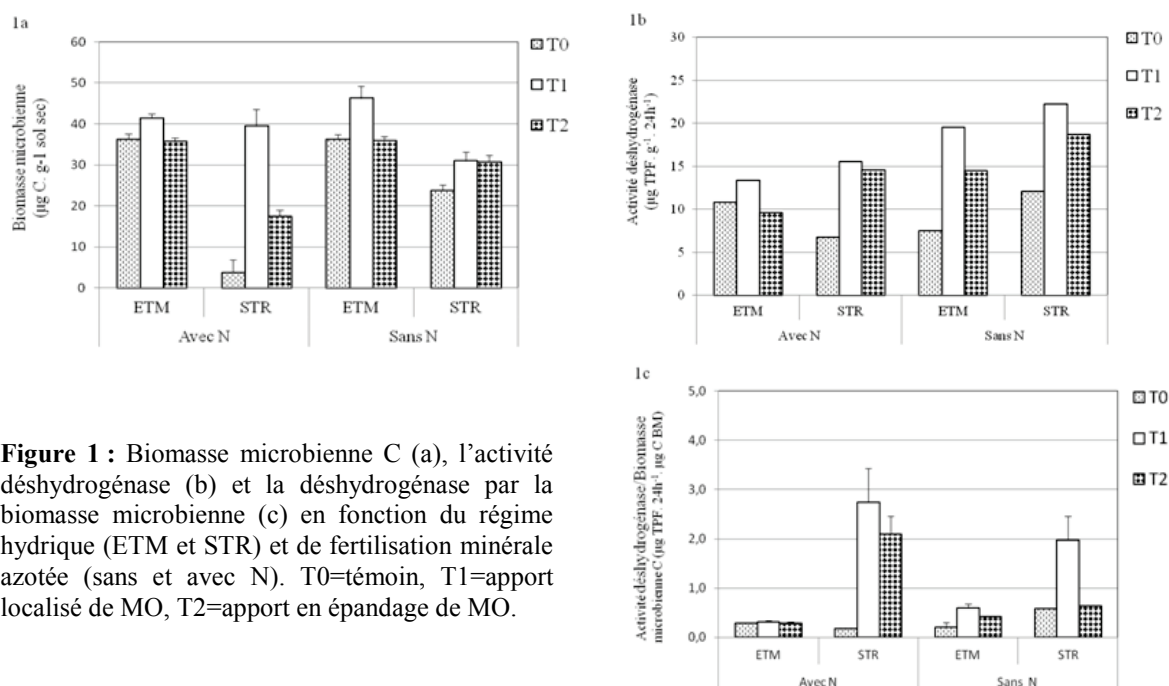 1a
Biomasse microbienne
(µg C. g-1 sol sec)
60
50
40
30
20
10
0
ETM STR ETM STR
Avec N Sans N
T0
T1
T2
1b
Activité déshydrogénase
(µg TPF. g⁻¹. 24h⁻¹)
30
25
20
15
10
5
0
ETM STR ETM STR
Avec N Sans N
T0
T1
T2
1c
Activité déshydrogénase/Biomasse
microbienne C (µg TPF. 24h⁻¹. µg C BM)
5,0
4,0
3,0
2,0
1,0
0,0
ETM STR ETM STR
Avec N Sans N
T0
T1
T2
Figure 1 : Biomasse microbienne C (a), l’activité
déshydrogénase (b) et la déshydrogénase par la
biomasse microbienne (c) en fonction du régime
hydrique (ETM et STR) et de fertilisation minérale
azotée (sans et avec N). T0=témoin, T1=apport
localisé de MO, T2=apport en épandage de MO.